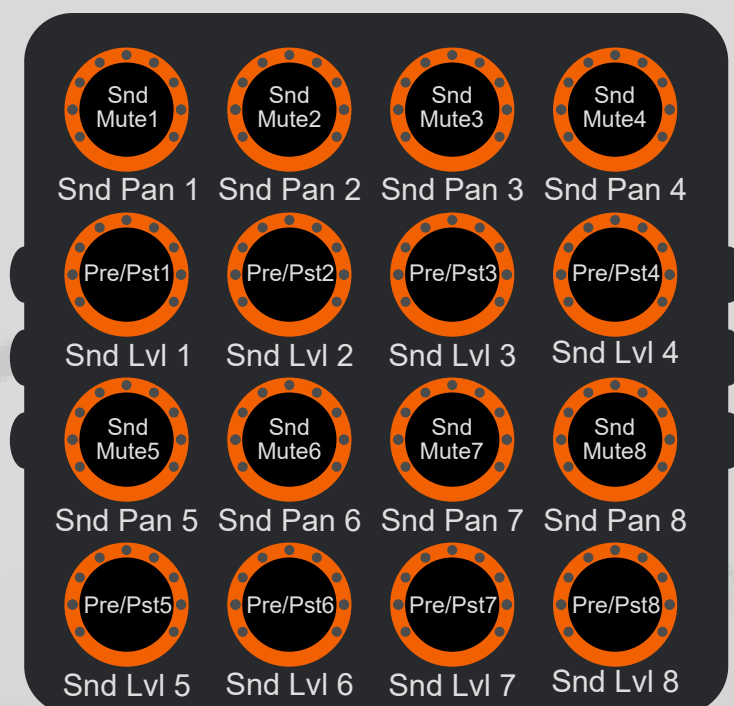 Snd
Mute1
Snd
Mute2
Snd
Mute3
Snd
Mute4
Snd Pan 1
Snd Pan 2
Snd Pan 3
Snd Pan 4
Pre/Pst1
Pre/Pst2
Pre/Pst3
Pre/Pst4
Snd Lvl 1
Snd Lvl 2
Snd Lvl 3
Snd Lvl 4
Snd
Mute5
Snd
Mute6
Snd
Mute7
Snd
Mute8
Snd Pan 5
Snd Pan 6
Snd Pan 7
Snd Pan 8
Pre/Pst5
Pre/Pst6
Pre/Pst7
Pre/Pst8
Snd Lvl 5
Snd Lvl 6
Snd Lvl 7
Snd Lvl 8